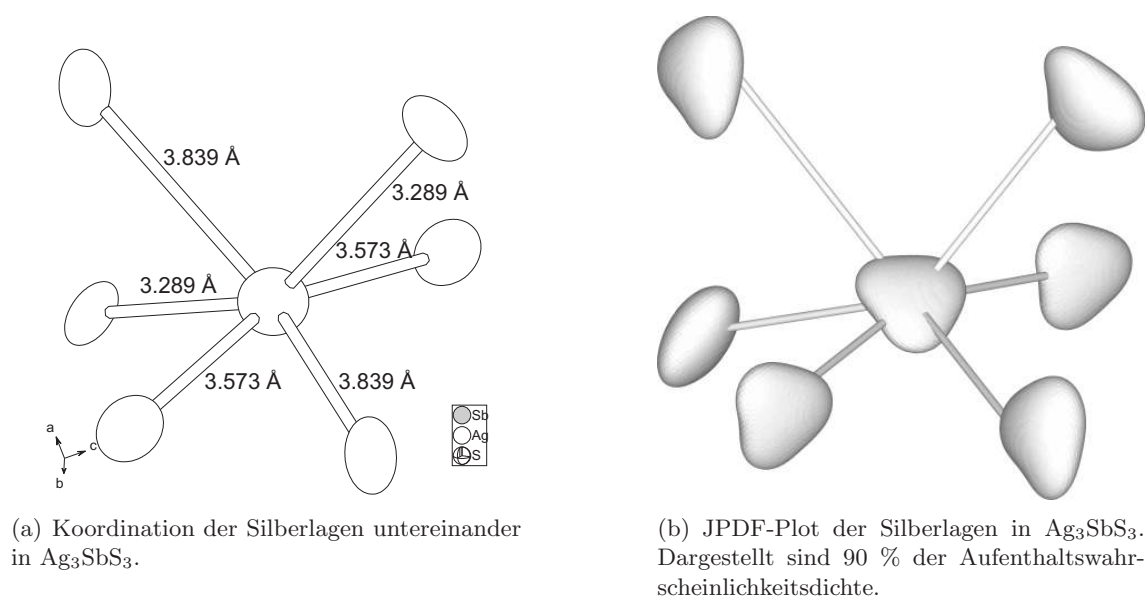 3.839 Å
3.289 Å
3.573 Å
3.289 Å
3.573 Å
3.839 Å
a
c
b
Sb
Ag
S
(a) Koordination der Silberlagen untereinander
in Ag₃SbS₃.
(b) JPDF-Plot der Silberlagen in Ag₃SbS₃.
Dargestellt sind 90 % der Aufenthaltswahr-
scheinlichkeitsdichte.